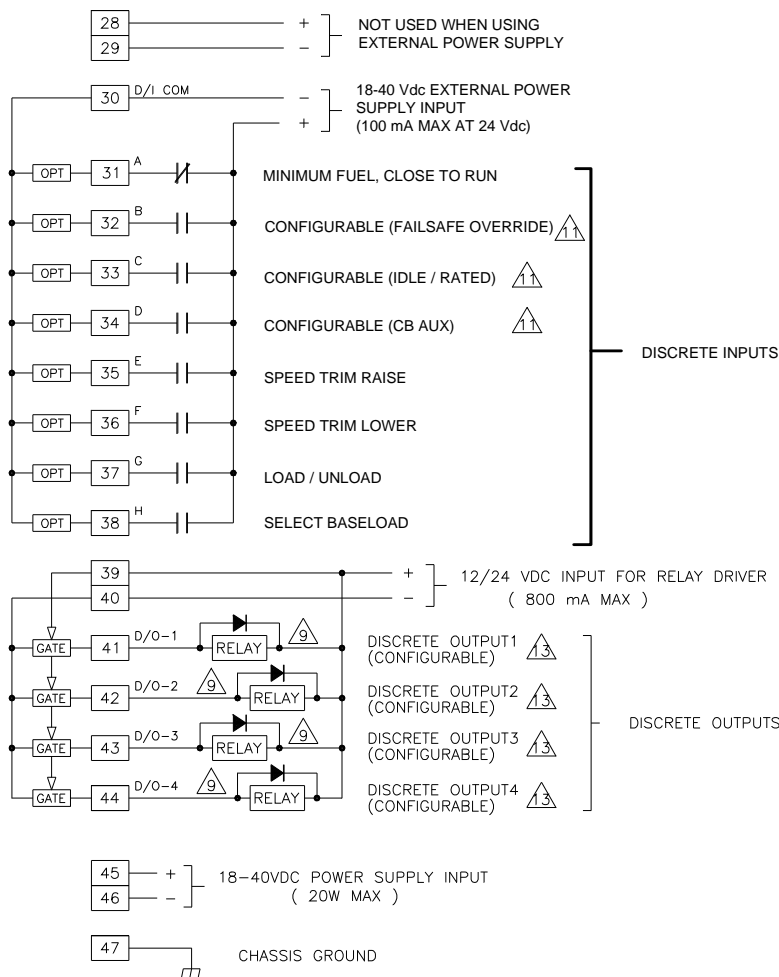 28 + NOT USED WHEN USING
29 - EXTERNAL POWER SUPPLY
30 D/I COM - 18-40 Vdc EXTERNAL POWER
SUPPLY INPUT
+ (100 mA MAX AT 24 Vdc)
OPT 31 A MINIMUM FUEL, CLOSE TO RUN
OPT 32 B CONFIGURABLE (FAILSAFE OVERRIDE) 11
OPT 33 C CONFIGURABLE (IDLE / RATED) 11
OPT 34 D CONFIGURABLE (CB AUX) 11
DISCRETE INPUTS
OPT 35 E SPEED TRIM RAISE
OPT 36 F SPEED TRIM LOWER
OPT 37 G LOAD / UNLOAD
OPT 38 H SELECT BASELOAD
39 + 12/24 VDC INPUT FOR RELAY DRIVER
40 - ( 800 mA MAX )
GATE 41 D/O-1 RELAY 9 DISCRETE OUTPUT1
(CONFIGURABLE) 13
GATE 42 D/O-2 9 RELAY DISCRETE OUTPUT2
(CONFIGURABLE) 13
DISCRETE OUTPUTS
GATE 43 D/O-3 RELAY 9 DISCRETE OUTPUT3
(CONFIGURABLE) 13
GATE 44 D/O-4 9 RELAY DISCRETE OUTPUT4
(CONFIGURABLE) 13
45 + 18-40VDC POWER SUPPLY INPUT
46 - ( 20W MAX )
47 CHASSIS GROUND